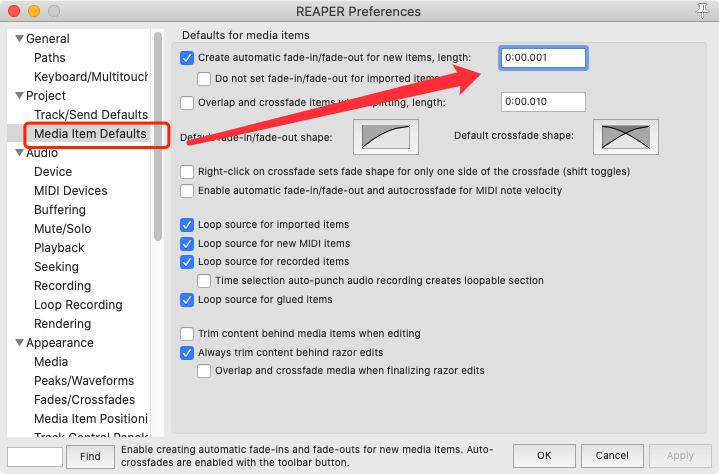 REAPER Preferences
General
Paths
Keyboard/Multitouch
Project
Track/Send Defaults
Media Item Defaults
Audio
Device
MIDI Devices
Buffering
Mute/Solo
Playback
Seeking
Recording
Loop Recording
Rendering
Appearance
Media
Peaks/Waveforms
Fades/Crossfades
Media Item Positioni
Track Control Panels
Defaults for media items
Create automatic fade-in/fade-out for new items, length: 0:00.001
Do not set fade-in/fade-out for imported items
Overlap and crossfade items when splitting, length: 0:00.010
Default fade-in/fade-out shape: Default crossfade shape:
Right-click on crossfade sets fade shape for only one side of the crossfade (shift toggles)
Enable automatic fade-in/fade-out and autocrossfade for MIDI note velocity
Loop source for imported items
Loop source for new MIDI items
Loop source for recorded items
Time selection auto-punch audio recording creates loopable section
Loop source for glued items
Trim content behind media items when editing
Always trim content behind razor edits
Overlap and crossfade media when finalizing razor edits
Find
Enable creating automatic fade-ins and fade-outs for new media items. Auto-
crossfades are enabled with the toolbar button.
OK Cancel Apply